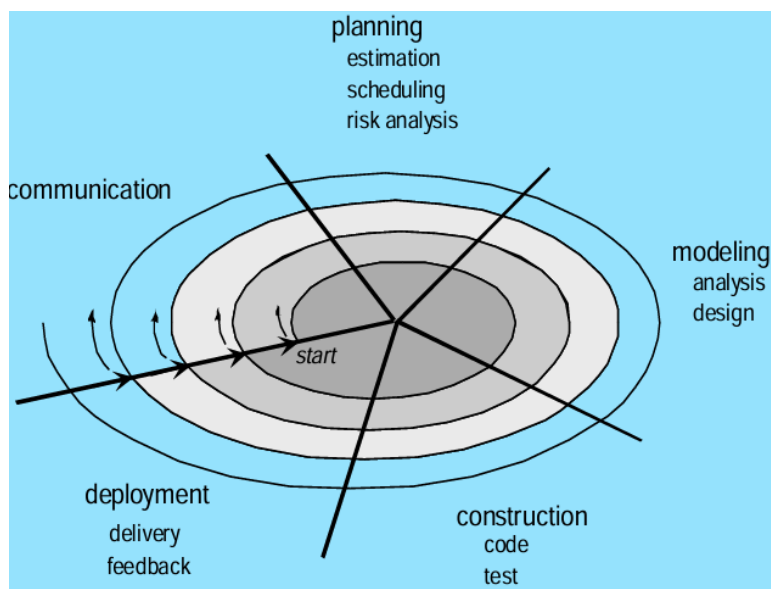 planning
estimation
scheduling
risk analysis
communication
modeling
analysis
design
start
deployment
delivery
feedback
construction
code
test